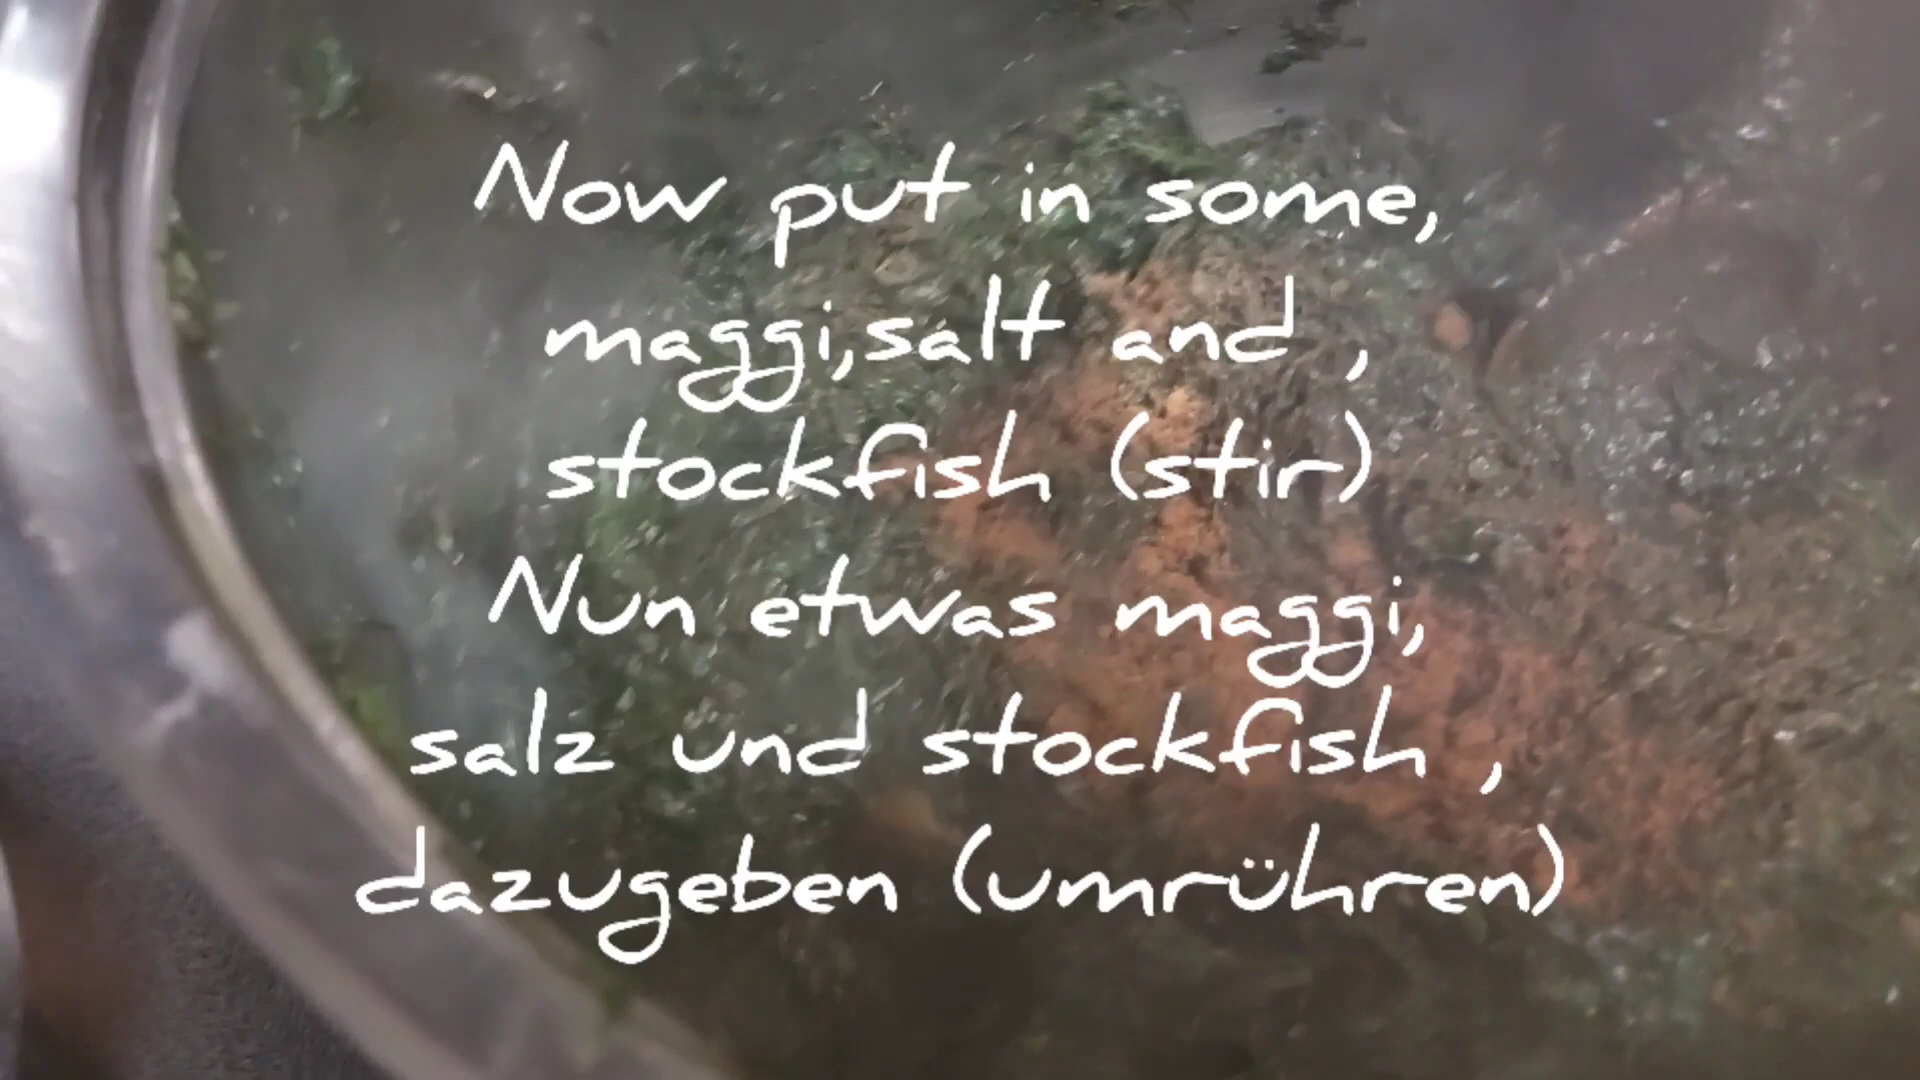 Now put in some,
maggi,salt and ,
stockfish (stir)
Nun etwas maggi,
salz und stockfish ,
dazugeben (umrühren)